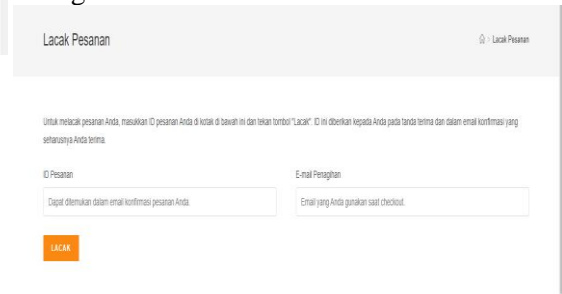 Lacak Pesanan
> Lacak Pesanan
Untuk melacak pesanan Anda, masukkan ID pesanan Anda di kotak di bawah ini dan tekan tombol "Lacak". ID ini diberikan kepada Anda pada tanda terima dan dalam email konfirmasi yang
seharusnya Anda terima.
ID Pesanan
E-mail Penagihan
Dapat ditemukan dalam email konfirmasi pesanan Anda.
Email yang Anda gunakan saat checkout.
LACAK